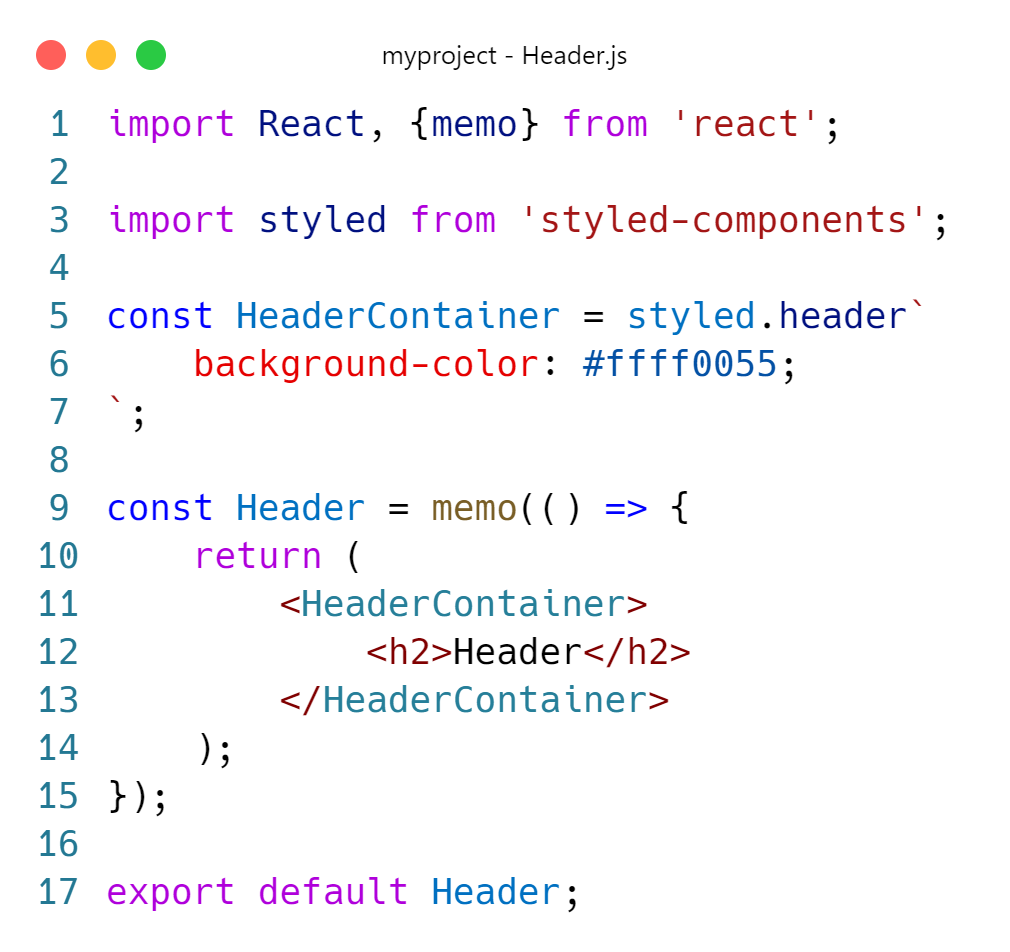 myproject - Header.js
1 import React, {memo} from 'react';
2
3 import styled from 'styled-components';
4
5 const HeaderContainer = styled.header`
6     background-color: #ffff0055;
7 `;
8
9 const Header = memo(() => {
10     return (
11         <HeaderContainer>
12             <h2>Header</h2>
13         </HeaderContainer>
14     );
15 });
16
17 export default Header;